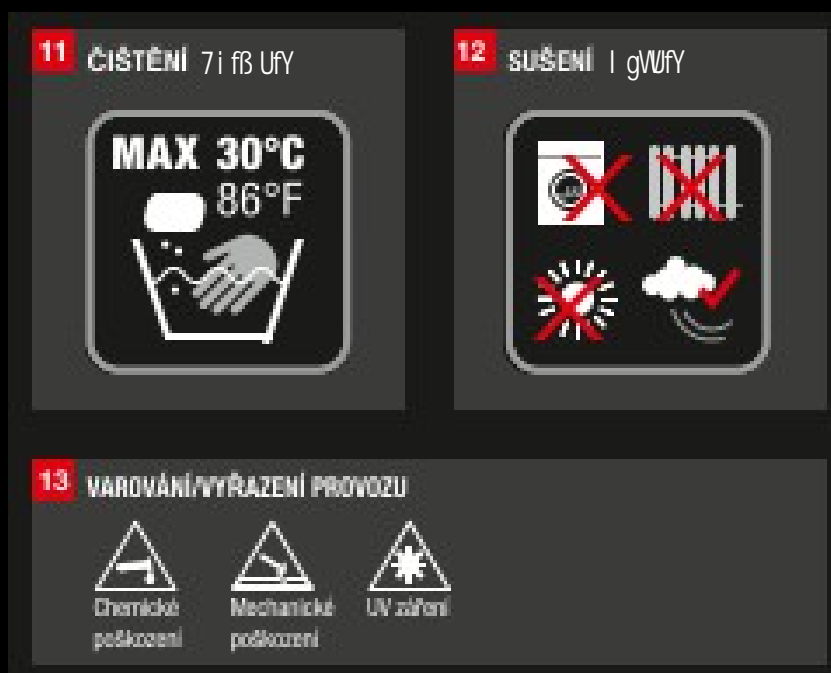 11 ČIŠTĚNÍ 7i fß UfY
MAX 30°C
86°F
12 SUŠENÍ
13 VAROVÁNÍ/VYŘAZENÍ PROVOZU
Chemické
poškození
Mechanické
poškození
UV záření